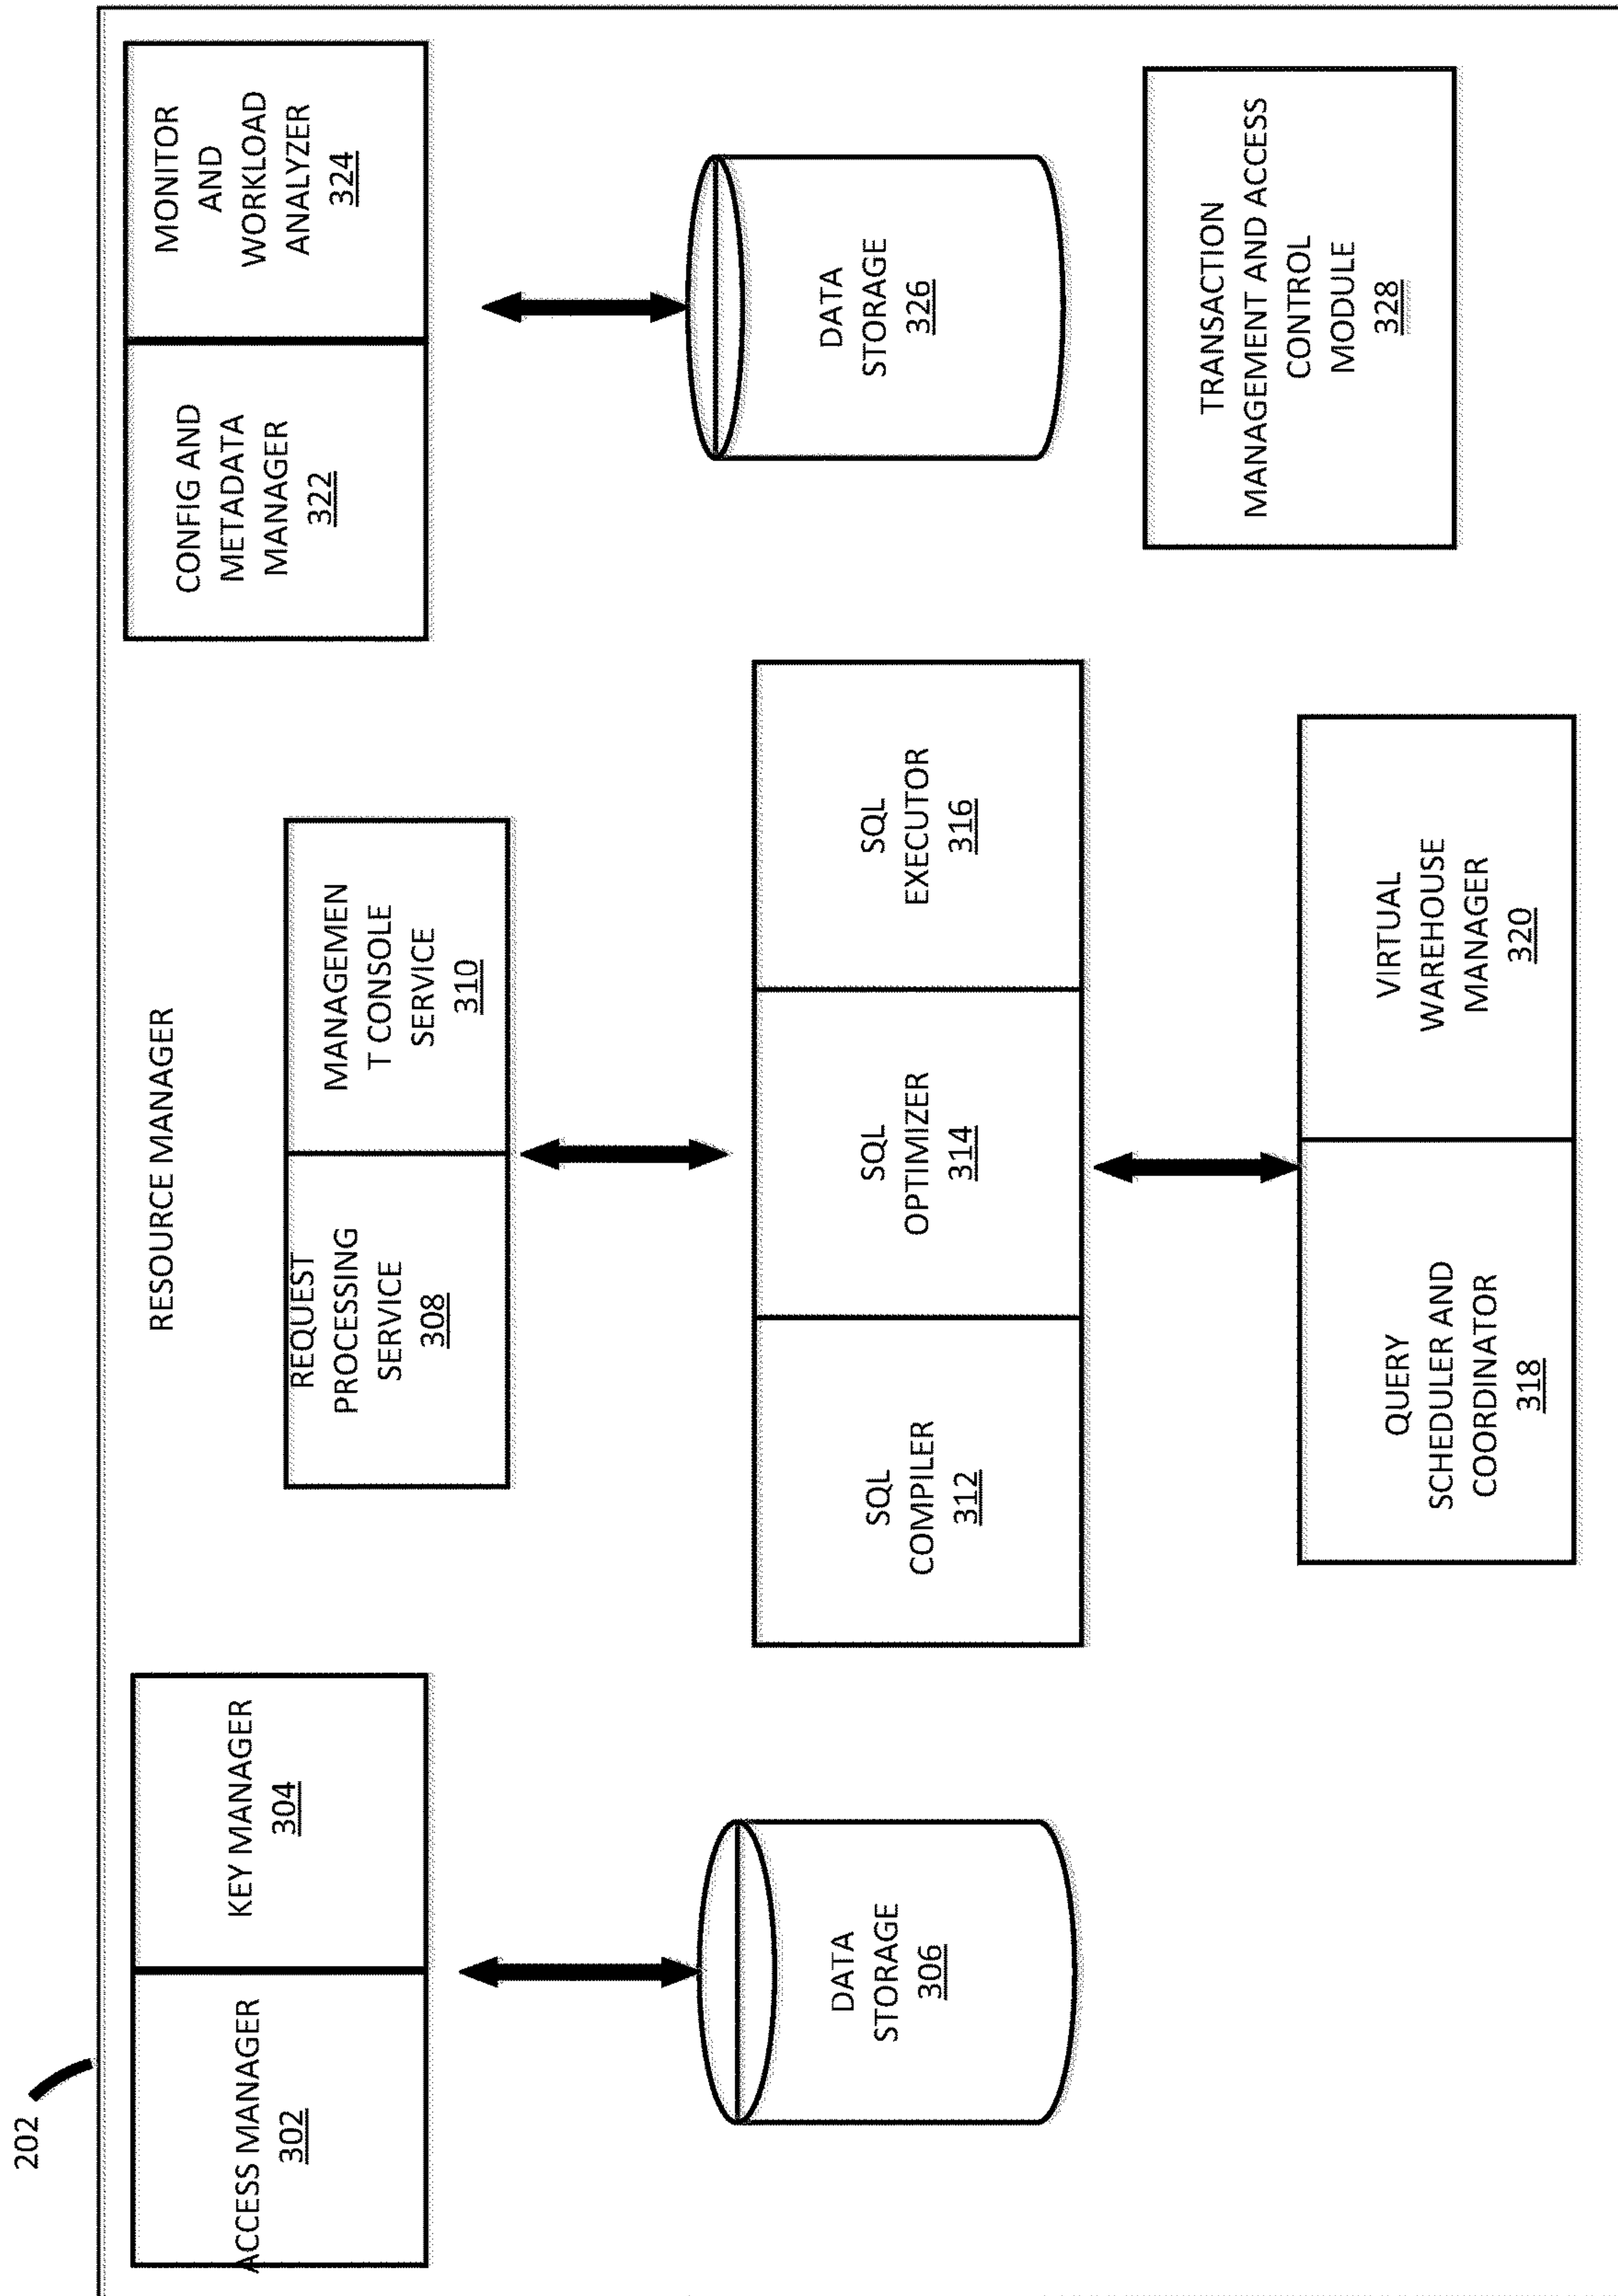 202
RESOURCE MANAGER
ACCESS MANAGER
302
KEY MANAGER
304
DATA
STORAGE
306
REQUEST
PROCESSING
SERVICE
308
MANAGEMEN
T CONSOLE
SERVICE
310
SQL
COMPILER
312
SQL
OPTIMIZER
314
SQL
EXECUTOR
316
QUERY
SCHEDULER AND
COORDINATOR
318
VIRTUAL
WAREHOUSE
MANAGER
320
CONFIG AND
METADATA
MANAGER
322
MONITOR
AND
WORKLOAD
ANALYZER
324
DATA
STORAGE
326
TRANSACTION
MANAGEMENT AND ACCESS
CONTROL
MODULE
328